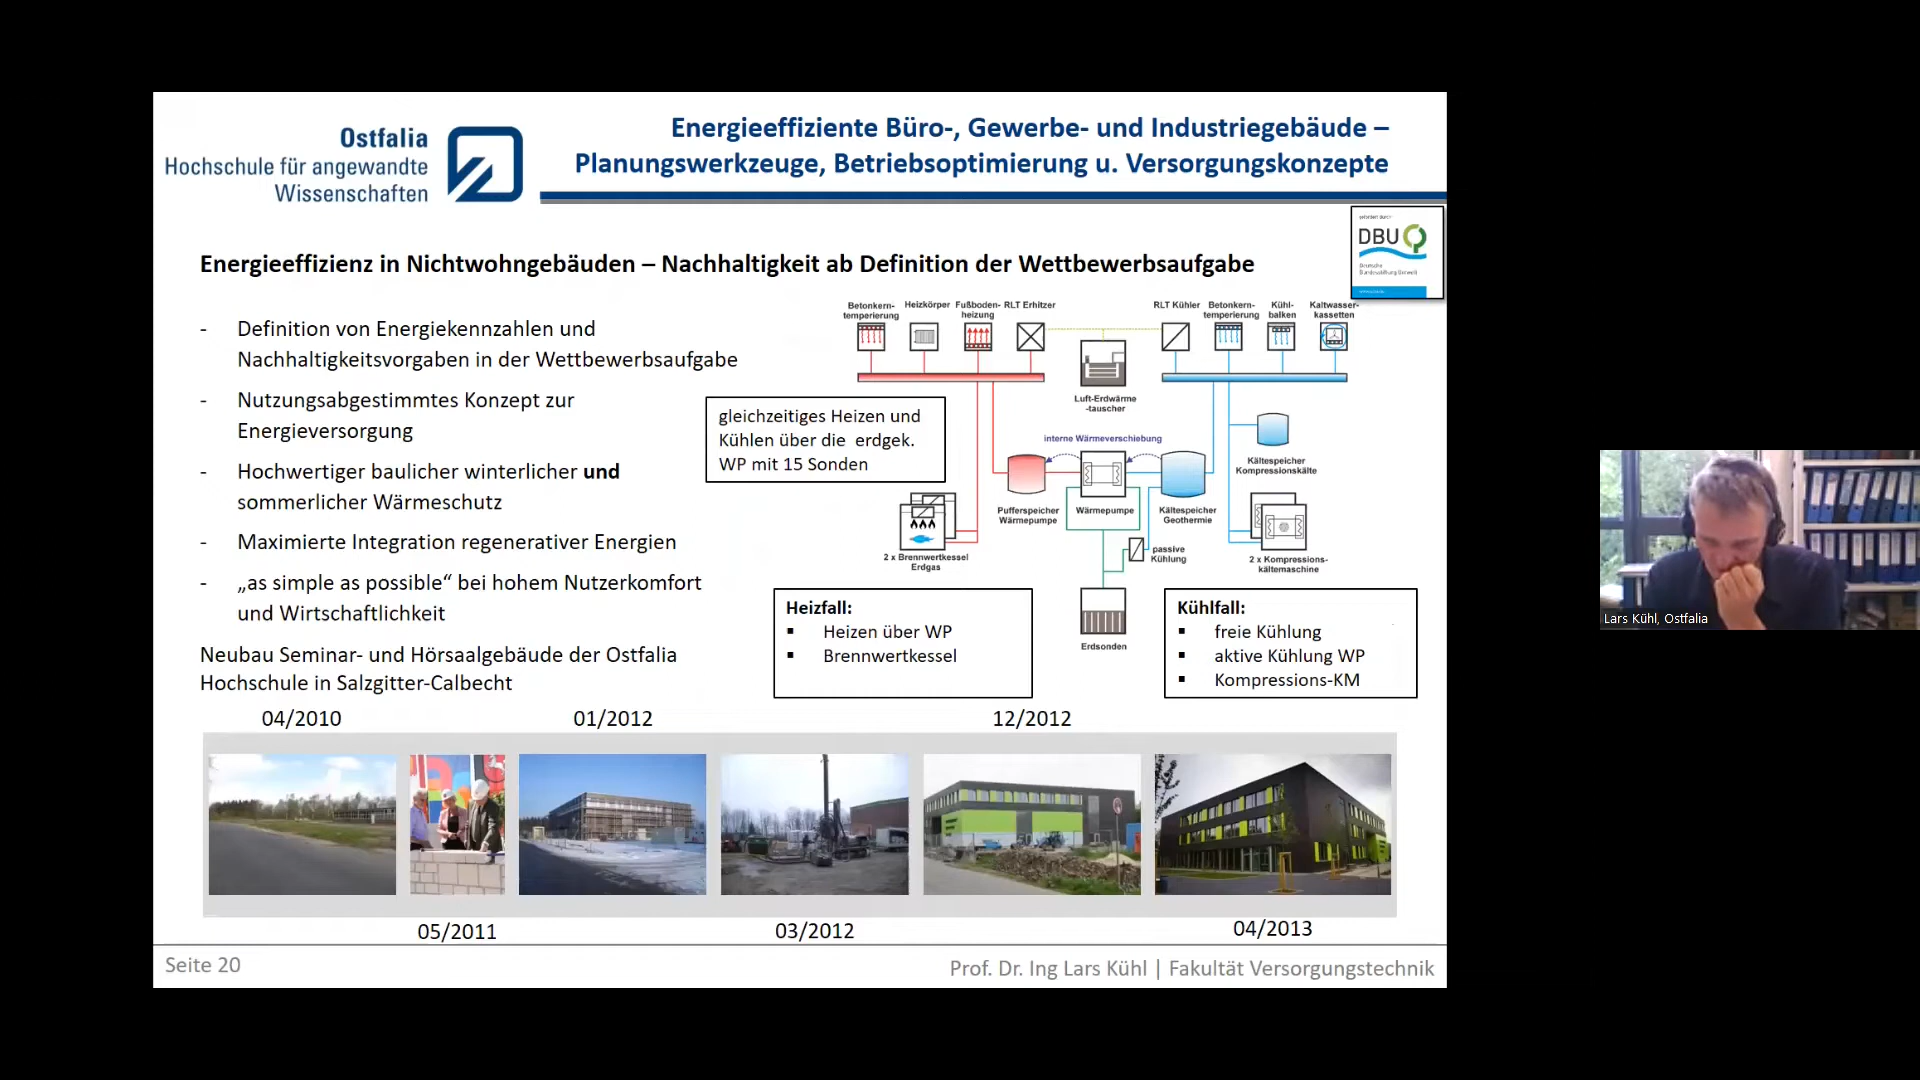 Ostfalia
Hochschule für angewandte
Wissenschaften
Energieeffiziente Büro-, Gewerbe- und Industriegebäude –
Planungswerkzeuge, Betriebsoptimierung u. Versorgungskonzepte
DBU
Deutsche
Bundesstiftung Umwelt
Energieeffizienz in Nichtwohngebäuden – Nachhaltigkeit ab Definition der Wettbewerbsaufgabe
- Definition von Energiekennzahlen und
Nachhaltigkeitsvorgaben in der Wettbewerbsaufgabe
- Nutzungsabgestimmtes Konzept zur
Energieversorgung
- Hochwertiger baulicher winterlicher und
sommerlicher Wärmeschutz
- Maximierte Integration regenerativer Energien
- „as simple as possible“ bei hohem Nutzerkomfort
und Wirtschaftlichkeit
Neubau Seminar- und Hörsaalgebäude der Ostfalia
Hochschule in Salzgitter-Calbecht
Betonkern-
temperierung
Heizkörper
Fußboden-
heizung
RLT Erhitzer
RLT Kühler
Betonkern-
temperierung
Kühl-
balken
Kaltwasser-
kassetten
Luft-Erdwärme
-tauscher
gleichzeitiges Heizen und
Kühlen über die erdgek.
WP mit 15 Sonden
interne Wärmeverschiebung
Kältespeicher
Kompressionskälte
Pufferspeicher
Wärmepumpe
Wärmepumpe
Kältespeicher
Geothermie
2 x Brennwertkessel
Erdgas
passive
Kühlung
2 x Kompressions-
kältemaschine
Erdsonden
Heizfall:
▪ Heizen über WP
▪ Brennwertkessel
Kühlfall:
▪ freie Kühlung
▪ aktive Kühlung WP
▪ Kompressions-KM
04/2010
01/2012
12/2012
05/2011
03/2012
04/2013
Seite 20
Prof. Dr. Ing Lars Kühl | Fakultät Versorgungstechnik
Lars Kühl, Ostfalia